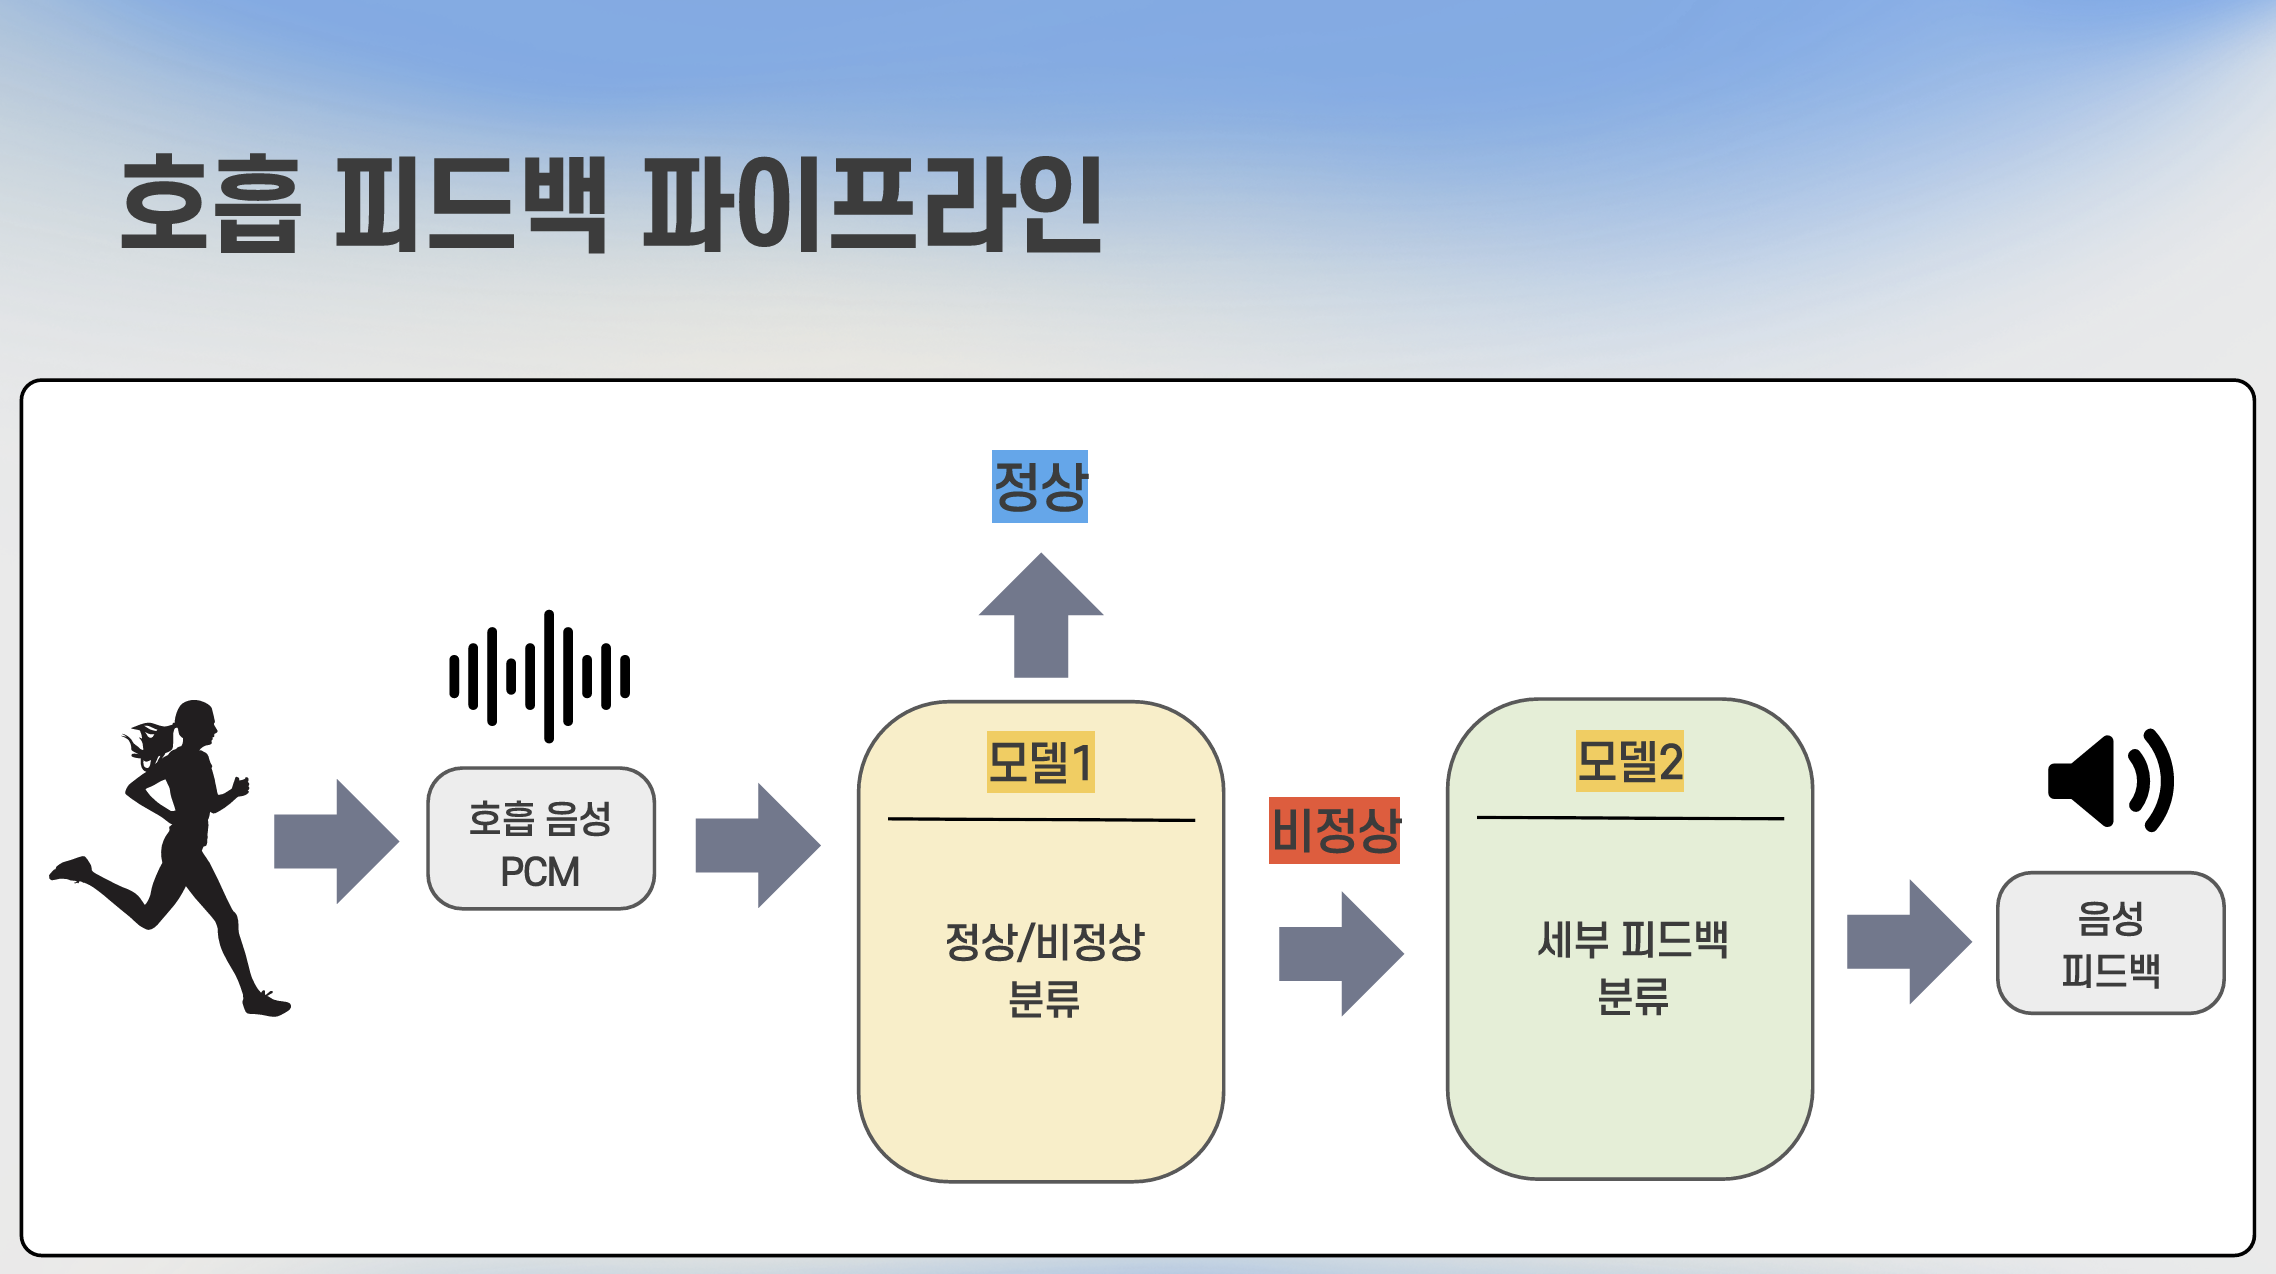 호흡 피드백 파이프라인
정상
호흡 음성
PCM
모델1
정상/비정상
분류
비정상
모델2
세부 피드백
분류
음성
피드백